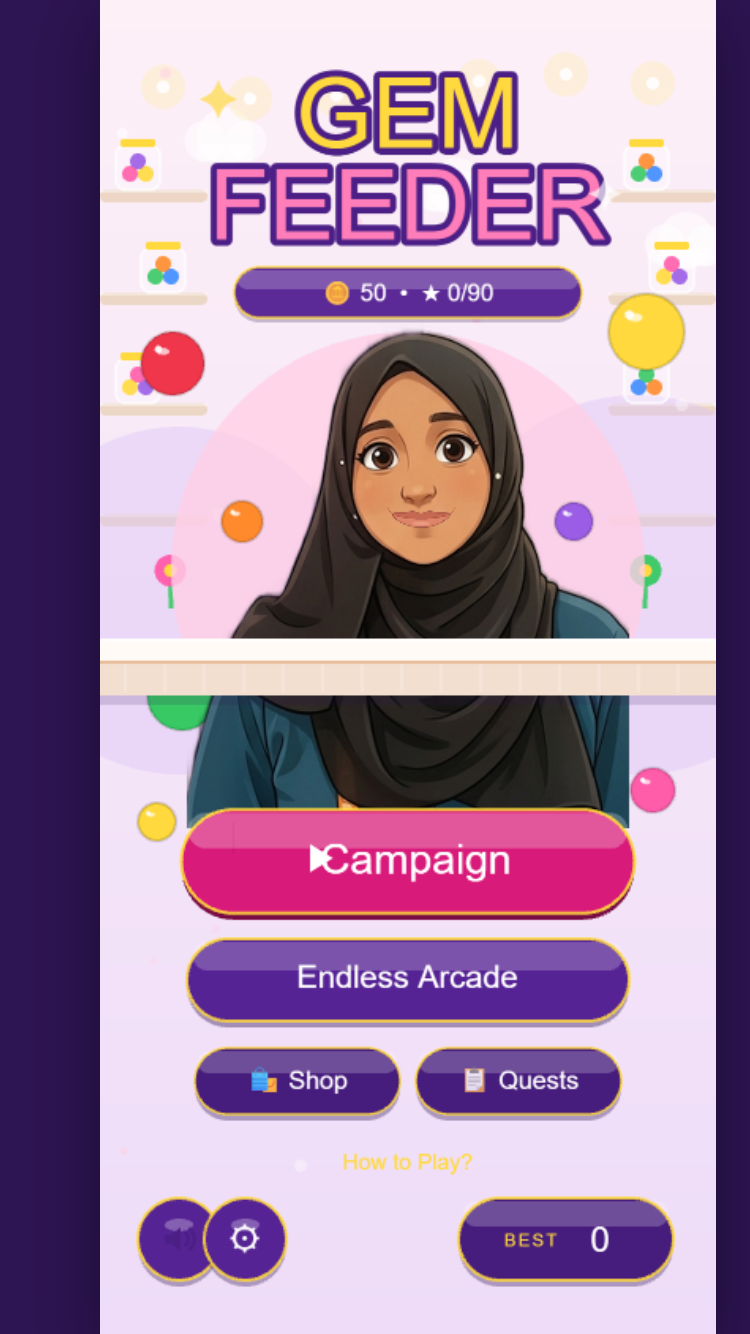 GEM
FEEDER
50 • ★ 0/90
Campaign
Endless Arcade
Shop
Quests
How to Play?
BEST 0